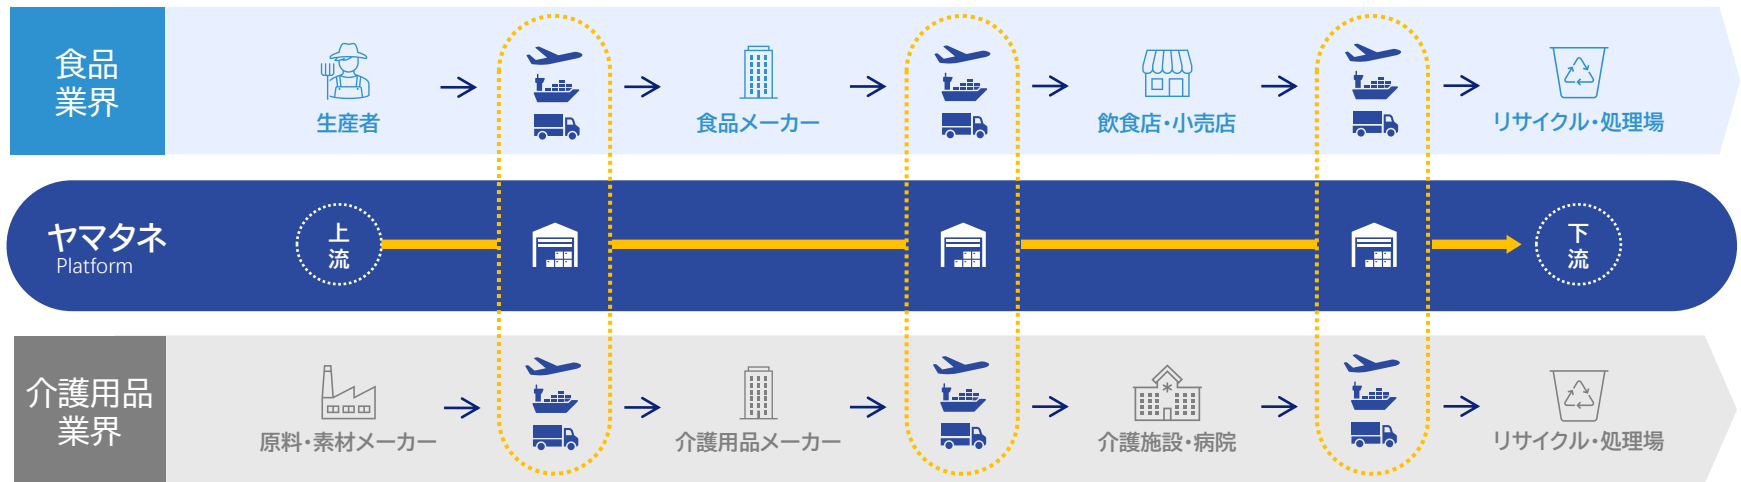 食品
業界
生産者
食品メーカー
飲食店・小売店
リサイクル・処理場
ヤマタネ
Platform
上
流
下
流
介護用品
業界
原料・素材メーカー
介護用品メーカー
介護施設・病院
リサイクル・処理場